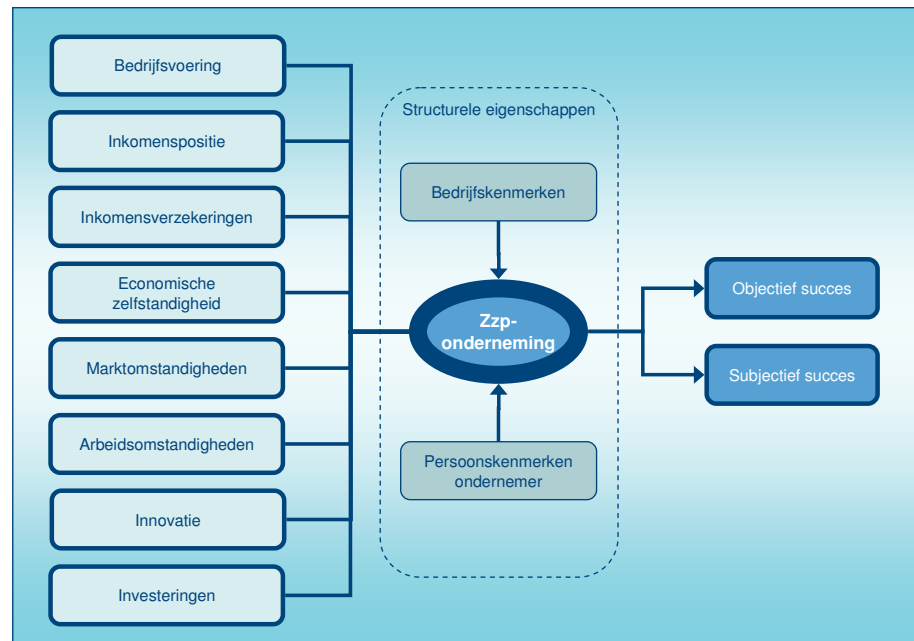 Bedrijfsvoering
Inkomenspositie
Inkomensverzekeringen
Economische
zelfstandigheid
Marktomstandigheden
Arbeidsomstandigheden
Innovatie
Investeringen
Structurele eigenschappen
Bedrijfskenmerken
Zzp-
onderneming
Persoonskenmerken
ondernemer
Objectief succes
Subjectief succes